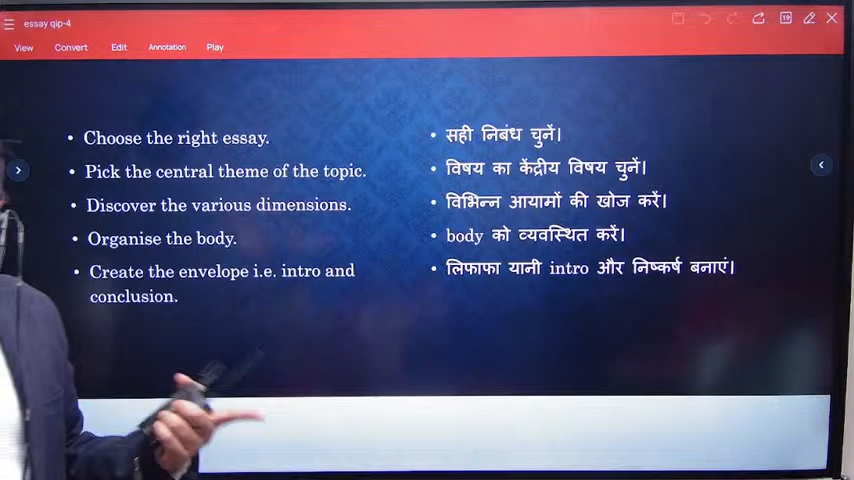 essay qip-4
19
View Convert Edit Annotation Play
• Choose the right essay.
• Pick the central theme of the topic.
• Discover the various dimensions.
• Organise the body.
• Create the envelope i.e. intro and
conclusion.
• सही निबंध चुनें।
• विषय का केंद्रीय विषय चुनें।
• विभिन्न आयामों की खोज करें।
• body को व्यवस्थित करें।
• लिफाफा यानी intro और निष्कर्ष बनाएं।